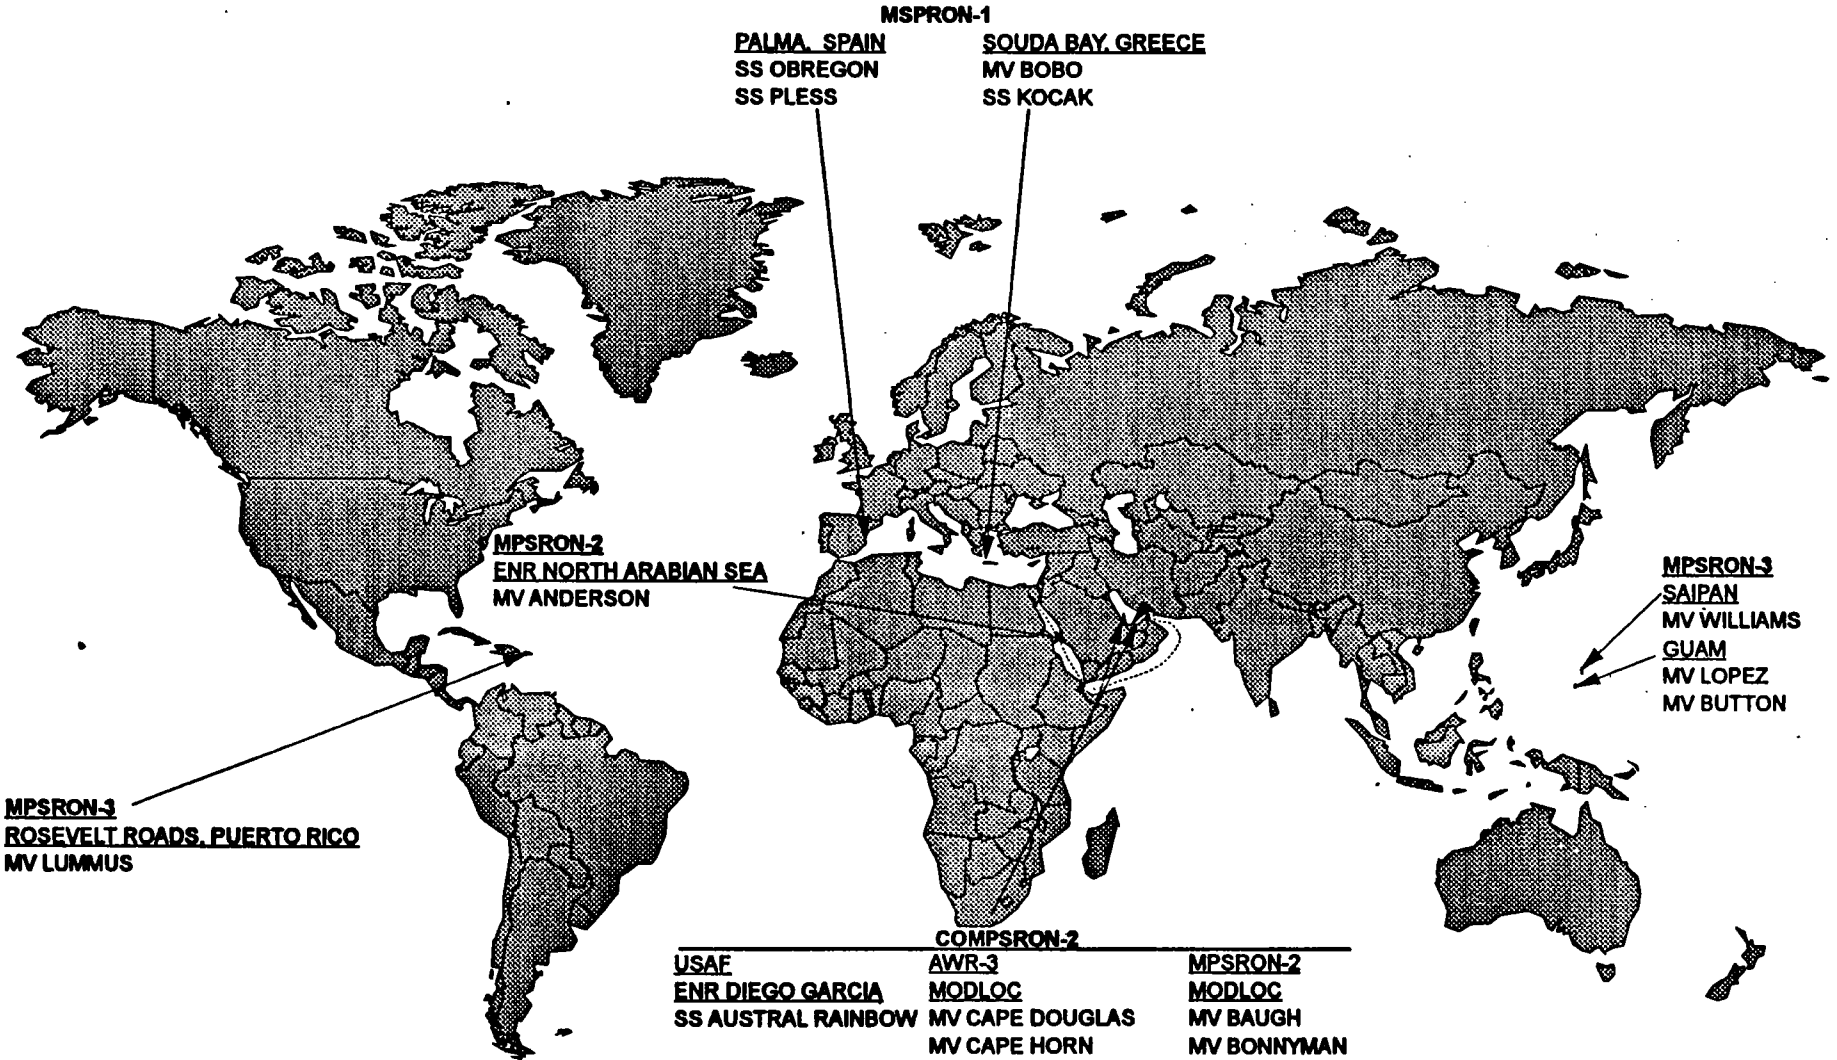 MSPRON-1
PALMA, SPAIN
SS OBREGON
SS PLESS
SOUDA BAY, GREECE
MV BOBO
SS KOCAK
MPSRON-2
ENR NORTH ARABIAN SEA
MV ANDERSON
MPSRON-3
SAIPAN
MV WILLIAMS
GUAM
MV LOPEZ
MV BUTTON
MPSRON-3
ROSEVELT ROADS, PUERTO RICO
MV LUMMUS
COMPSRON-2
USAF
ENR DIEGO GARCIA
SS AUSTRAL RAINBOW
AWR-3
MODLOC
MV CAPE DOUGLAS
MV CAPE HORN
MPSRON-2
MODLOC
MV BAUGH
MV BONNYMAN